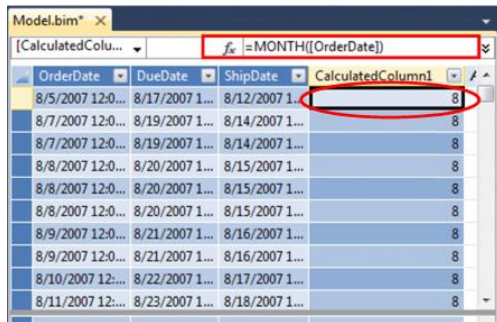 Model.bim* ×
[CalculatedColu... fx =MONTH([OrderDate])
OrderDate DueDate ShipDate CalculatedColumn1
8/5/2007 12:0... 8/17/2007 1... 8/12/2007 1... 8
8/7/2007 12:0... 8/19/2007 1... 8/14/2007 1... 8
8/7/2007 12:0... 8/19/2007 1... 8/14/2007 1... 8
8/8/2007 12:0... 8/20/2007 1... 8/15/2007 1... 8
8/8/2007 12:0... 8/20/2007 1... 8/15/2007 1... 8
8/8/2007 12:0... 8/20/2007 1... 8/15/2007 1... 8
8/9/2007 12:0... 8/21/2007 1... 8/16/2007 1... 8
8/9/2007 12:0... 8/21/2007 1... 8/16/2007 1... 8
8/10/2007 12:... 8/22/2007 1... 8/17/2007 1... 8
8/11/2007 12:... 8/23/2007 1... 8/18/2007 1... 8